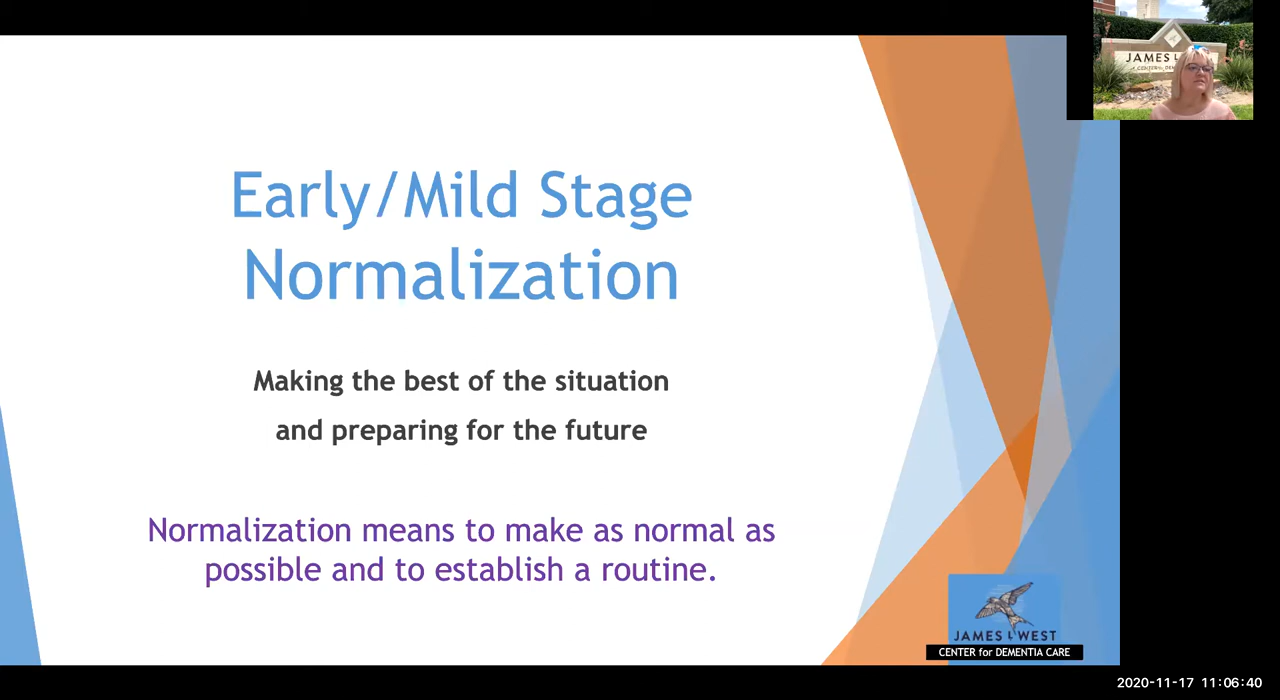 Early/Mild Stage
Normalization
Making the best of the situation
and preparing for the future
Normalization means to make as normal as
possible and to establish a routine.
JAMES L WEST
CENTER for DEMENTIA CARE
JAMES L
2020-11-17 11:06:40